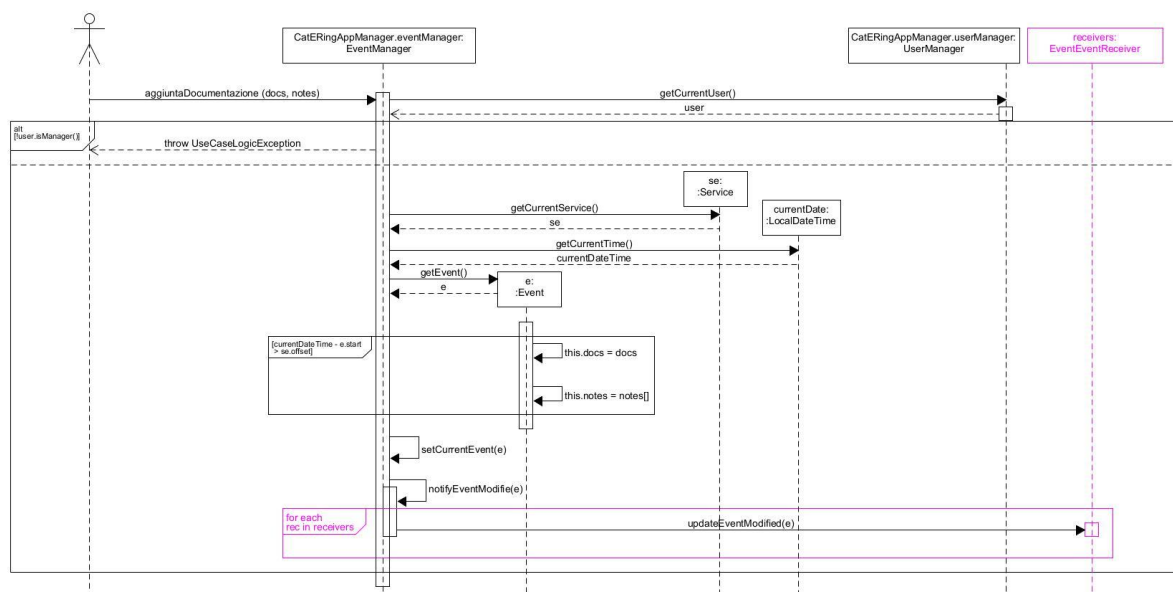 CatERingAppManager.eventManager:
EventManager
CatERingAppManager.userManager:
UserManager
receivers:
EventEventReceiver
aggiuntaDocumentazione (docs, notes)
getCurrentUser()
user
alt
[!user.isManager()]
throw UseCaseLogicException
se:
:Service
currentDate:
:LocalDateTime
getCurrentService()
se
getCurrentTime()
currentDateTime
getEvent()
e
e:
:Event
[currentDateTime - e.start
> se.offset]
this.docs = docs
this.notes = notes[]
setCurrentEvent(e)
notifyEventModifie(e)
for each
rec in receivers
updateEventModified(e)